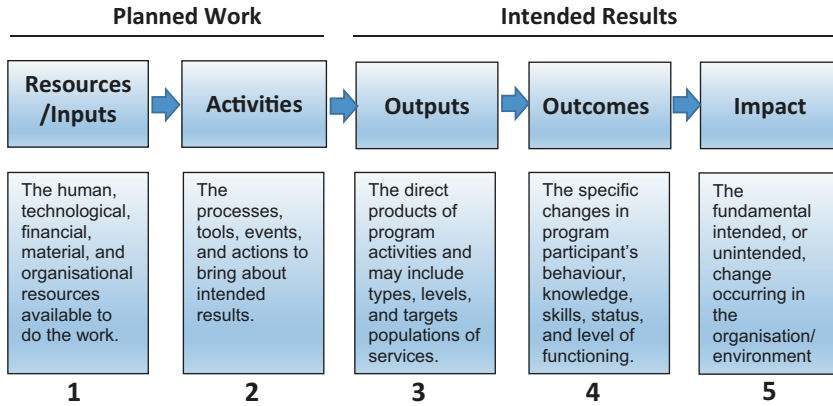 Planned Work
Intended Results
Resources
/Inputs
Activities
Outputs
Outcomes
Impact
The human,
technological,
financial,
material, and
organisational
resources
available to
do the work.
The
processes,
tools, events,
and actions to
bring about
intended
results.
The direct
products of
program
activities and
may include
types, levels,
and targets
populations of
services.
The specific
changes in
program
participant's
behaviour,
knowledge,
skills, status,
and level of
functioning.
The
fundamental
intended, or
unintended,
change
occurring in
the
organisation/
environment
1
2
3
4
5